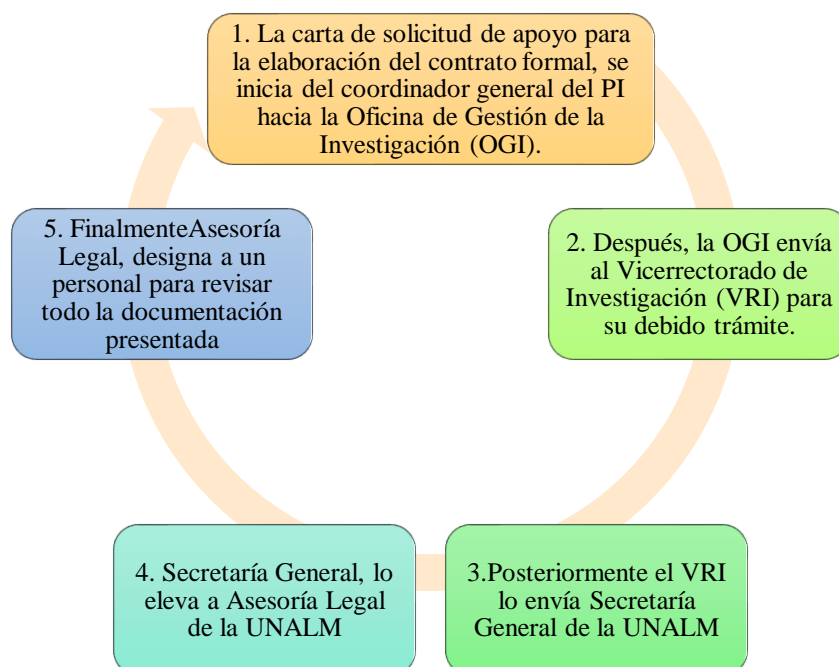 1. La carta de solicitud de apoyo para
la elaboración del contrato formal, se
inicia del coordinador general del PI
hacia la Oficina de Gestión de la
Investigación (OGI).
2. Después, la OGI envía
al Vicerrectorado de
Investigación (VRI) para
su debido trámite.
3.Posteriormente el VRI
lo envía Secretaría
General de la UNALM
4. Secretaría General, lo
eleva a Asesoría Legal
de la UNALM
5. FinalmenteAsesoría
Legal, designa a un
personal para revisar
todo la documentación
presentada